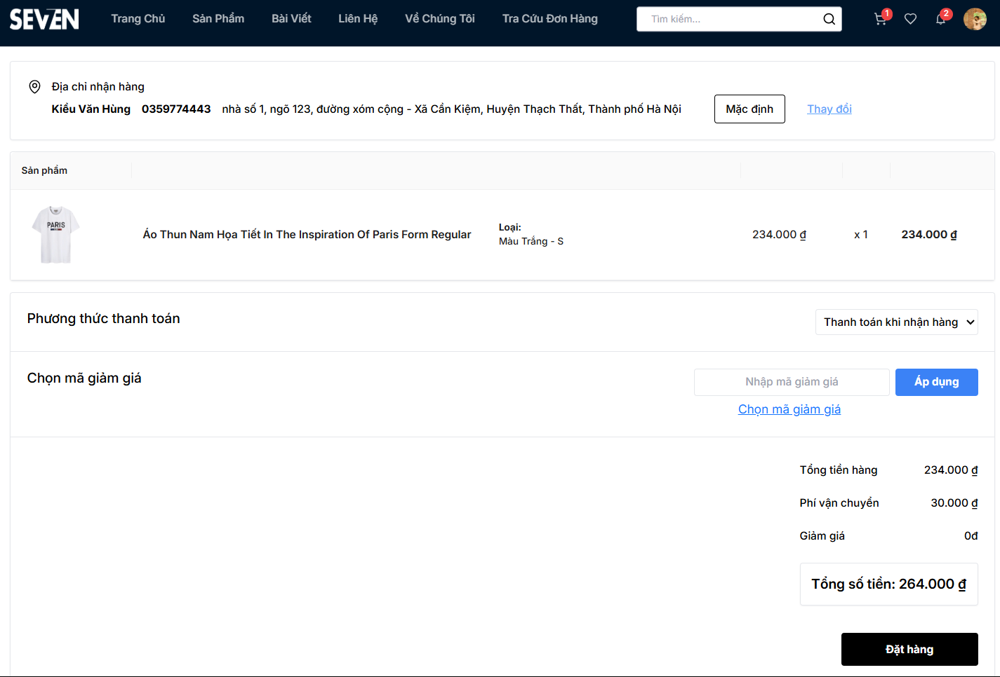 SEVEN Trang Chủ Sản Phẩm Bài Viết Liên Hệ Về Chúng Tôi Tra Cứu Đơn Hàng Tìm kiếm... 1 2
Địa chỉ nhận hàng
Kiều Văn Hùng 0359774443 nhà số 1, ngõ 123, đường xóm cộng - Xã Cần Kiệm, Huyện Thạch Thất, Thành phố Hà Nội Mặc định Thay đổi
Sản phẩm
PARIS
Áo Thun Nam Họa Tiết In The Inspiration Of Paris Form Regular
Loại:
Màu Trắng - S
234.000 ₫ x 1 234.000 ₫
Phương thức thanh toán Thanh toán khi nhận hàng
Chọn mã giảm giá Nhập mã giảm giá Áp dụng
Chọn mã giảm giá
Tổng tiền hàng 234.000 ₫
Phí vận chuyển 30.000 ₫
Giảm giá 0đ
Tổng số tiền: 264.000 ₫
Đặt hàng